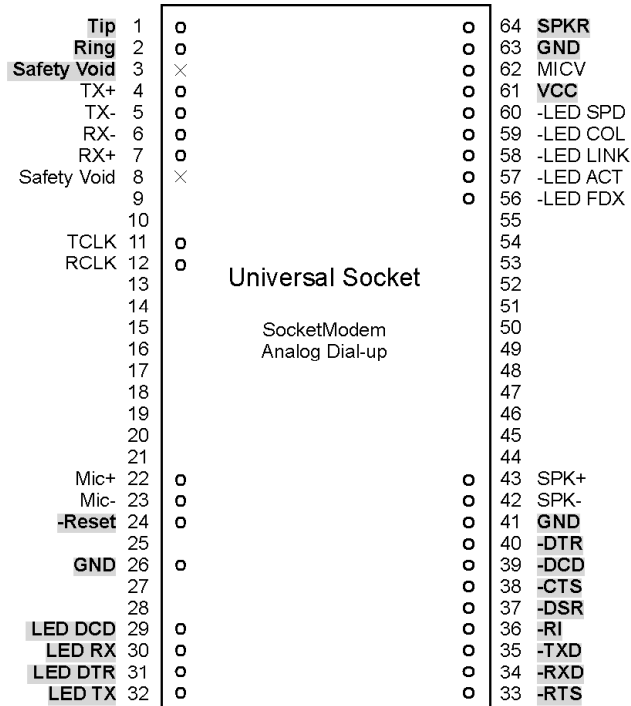 Tip 1 64 SPKR
Ring 2 63 GND
Safety Void 3 62 MICV
TX+ 4 61 VCC
TX- 5 60 -LED SPD
RX- 6 59 -LED COL
RX+ 7 58 -LED LINK
Safety Void 8 57 -LED ACT
9 56 -LED FDX
10 55
TCLK 11 54
RCLK 12 53
13 Universal Socket 52
14 51
15 SocketModem 50
16 Analog Dial-up 49
17 48
18 47
19 46
20 45
21 44
Mic+ 22 43 SPK+
Mic- 23 42 SPK-
-Reset 24 41 GND
25 40 -DTR
GND 26 39 -DCD
27 38 -CTS
28 37 -DSR
LED DCD 29 36 -RI
LED RX 30 35 -TXD
LED DTR 31 34 -RXD
LED TX 32 33 -RTS